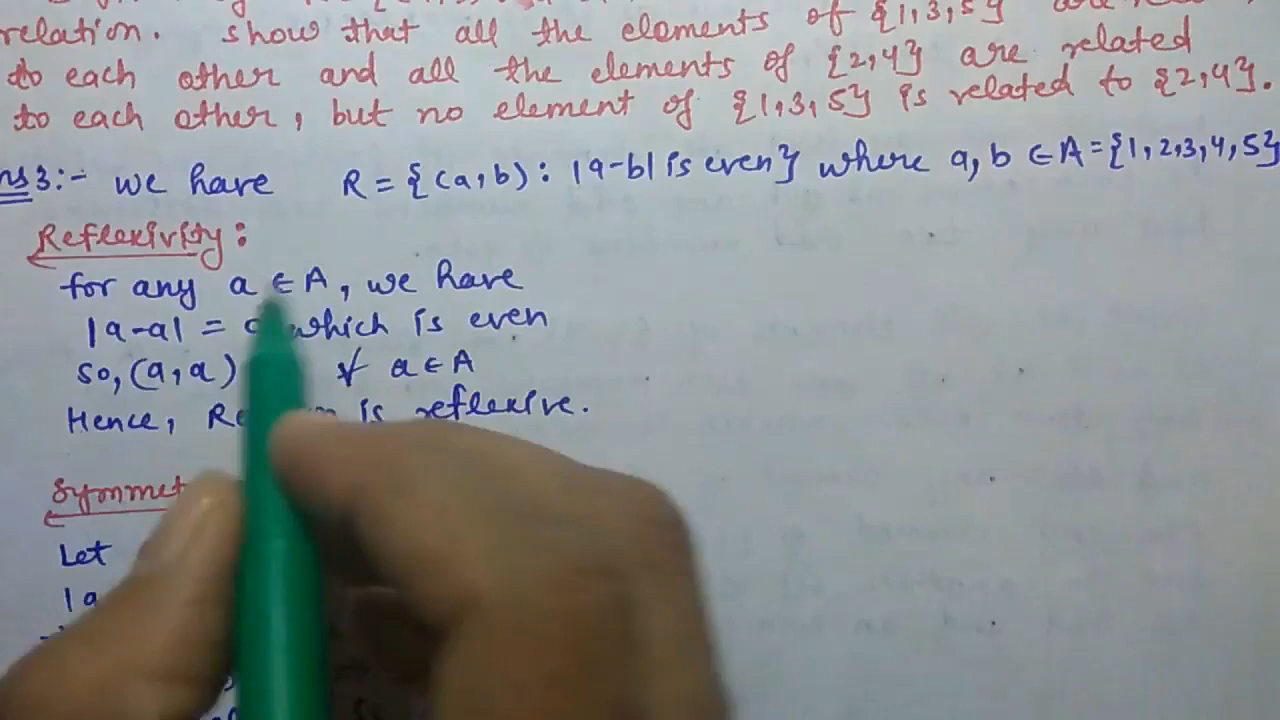 relation. show that all the elements of {1,3,5}
to each other and all the elements of {2,4} are related
to each other, but no element of {1,3,5} is related to {2,4}.
3:- we have R = {(a,b) : |a-b| is even} where a, b ∈ A = {1,2,3,4,5}
Reflexivity:
for any a ∈ A, we have
|a-a| = which is even
so, (a,a) ∀ a ∈ A
Hence, is reflexive.
Let
|a